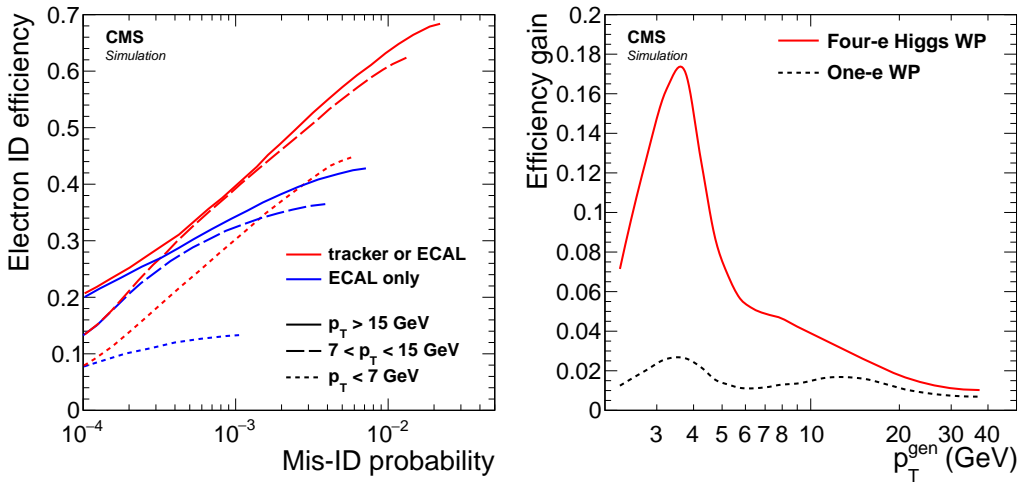 CMS
Simulation
Electron ID efficiency
0.7
0.6
0.5
0.4
0.3
0.2
0.1
0
tracker or ECAL
ECAL only
p_T > 15 GeV
7 < p_T < 15 GeV
p_T < 7 GeV
10⁻⁴ 10⁻³ 10⁻²
Mis-ID probability
CMS
Simulation
Four-e Higgs WP
One-e WP
Efficiency gain
0.2
0.18
0.16
0.14
0.12
0.1
0.08
0.06
0.04
0.02
0
3 4 5 6 7 8 10 20 30 40
p_T^gen (GeV)